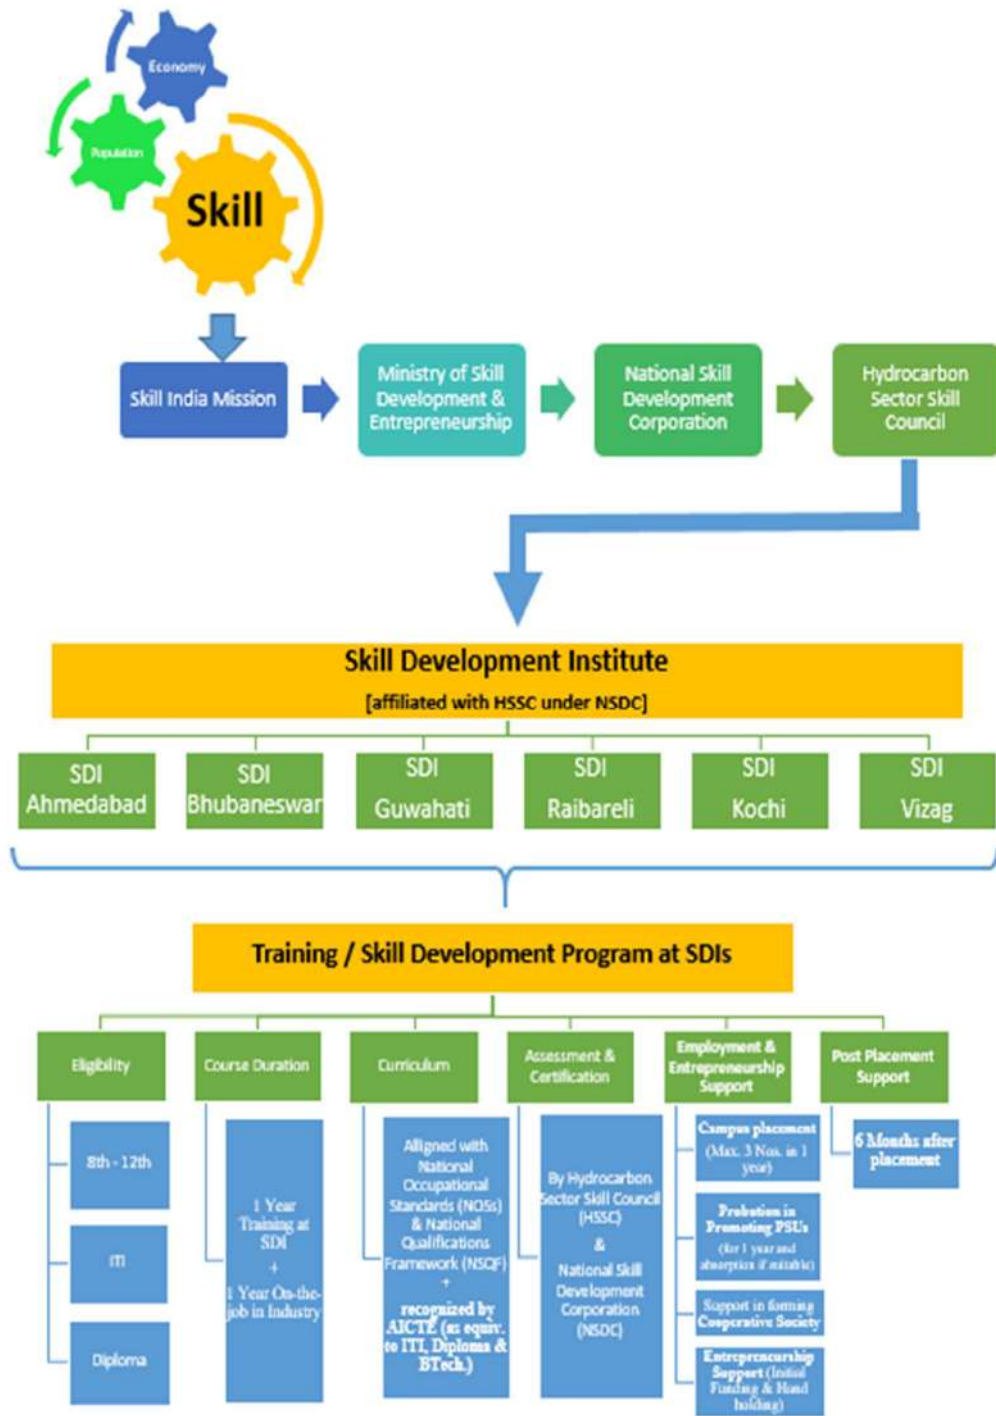 Economy
Population
Skill
Skill India Mission
Ministry of Skill
Development &
Entrepreneurship
National Skill
Development
Corporation
Hydrocarbon
Sector Skill
Council
Skill Development Institute
[affiliated with HSSC under NSDC]
SDI
Ahmedabad
SDI
Bhubaneswar
SDI
Guwahati
SDI
Raibareli
SDI
Kochi
SDI
Vizag
Training / Skill Development Program at SDIs
Eligibility
8th - 12th
ITI
Diploma
Course Duration
1 Year
Training at
SDI
+
1 Year On-the-
job in Industry
Curriculum
Alligned with
National
Occupational
Standards (NOSs)
& National
Qualifications
Framework (NSQF)
+
recognized by
AICTE (as equiv.
to ITI, Diploma &
BTech.)
Assessment &
Certification
By Hydrocarbon
Sector Skill Council
(HSSC)
&
National Skill
Development
Corporation
(NSDC)
Employment &
Entrepreneurship
Support
Campus placement
(Max. 3 Nos. in 1
year)
Probation in
Promoting PSUs
(for 1 year and
absorption if suitable)
Support in forming
Cooperative Society
Entrepreneurship
Support (Initial
Funding & Hand
holding)
Post Placement
Support
6 Months after
placement